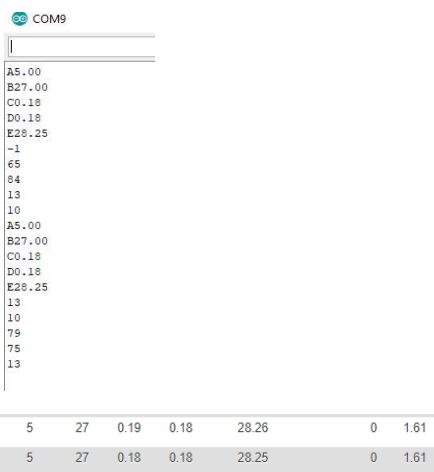 COM9
A5.00
B27.00
C0.18
D0.18
E28.25
-1
65
84
13
10
A5.00
B27.00
C0.18
D0.18
E28.25
13
10
79
75
13
5 27 0.19 0.18 28.26 0 1.61
5 27 0.18 0.18 28.25 0 1.61